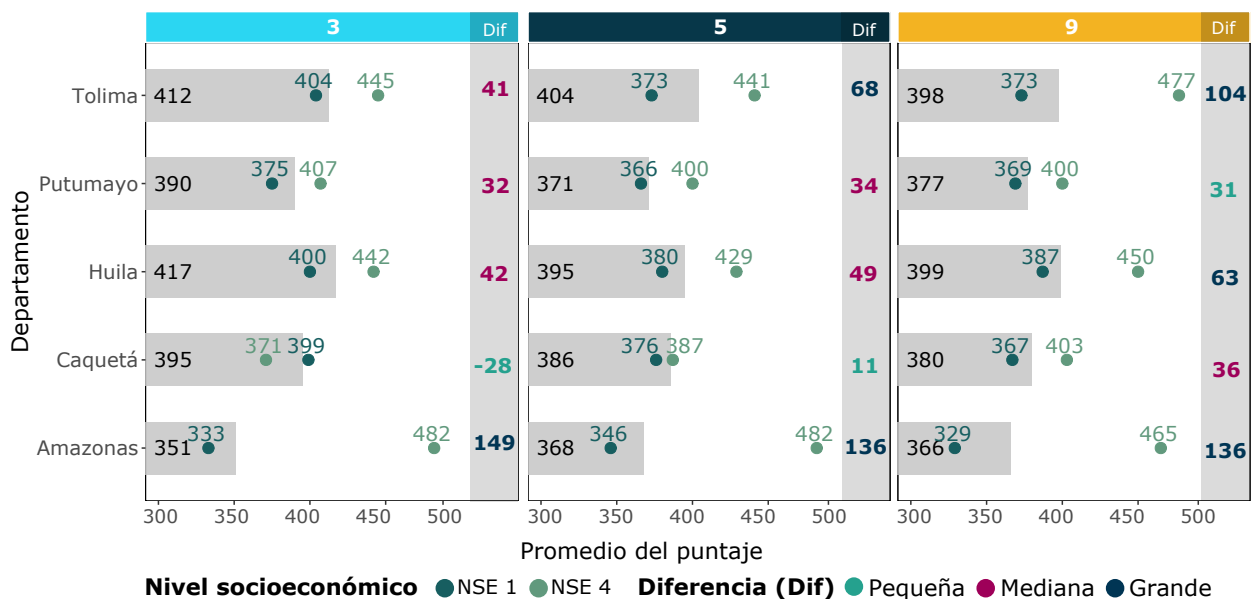 3 Dif 5 Dif 9 Dif
Departamento
Tolima 412 404 445 41 404 373 441 68 398 373 477 104
Putumayo 390 375 407 32 371 366 400 34 377 369 400 31
Huila 417 400 442 42 395 380 429 49 399 387 450 63
Caquetá 395 371 399 -28 386 376 387 11 380 367 403 36
Amazonas 351 333 482 149 368 346 482 136 366 329 465 136
300 350 400 450 500 300 350 400 450 500 300 350 400 450 500
Promedio del puntaje
Nivel socioeconómico NSE 1 NSE 4 Diferencia (Dif) Pequeña Mediana Grande